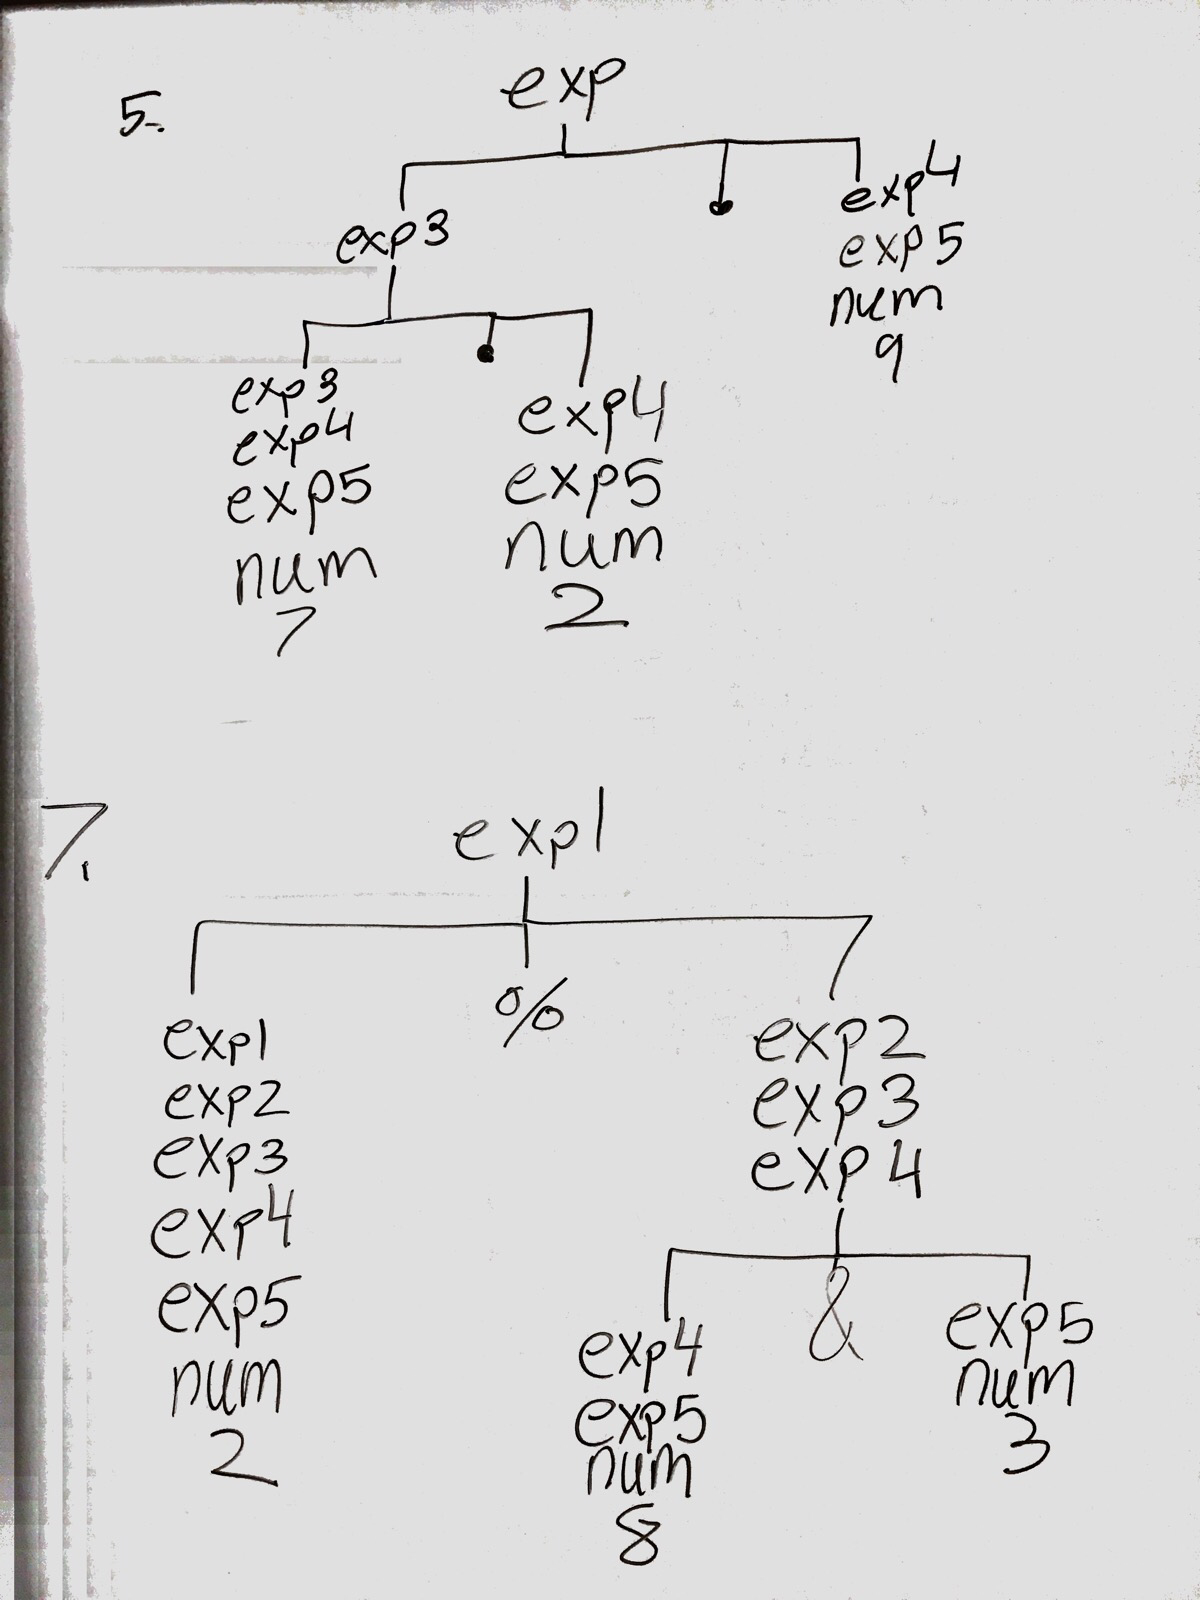 5.
exp
exp3 • exp4
exp5
num
9
exp3 • exp4
exp4 exp5
exp5 num
num 2
7
7.
exp1
exp1 % exp2
exp2 exp3
exp3 exp4
exp4
exp5 exp4 & exp5
num exp5 num
2 num 3
8